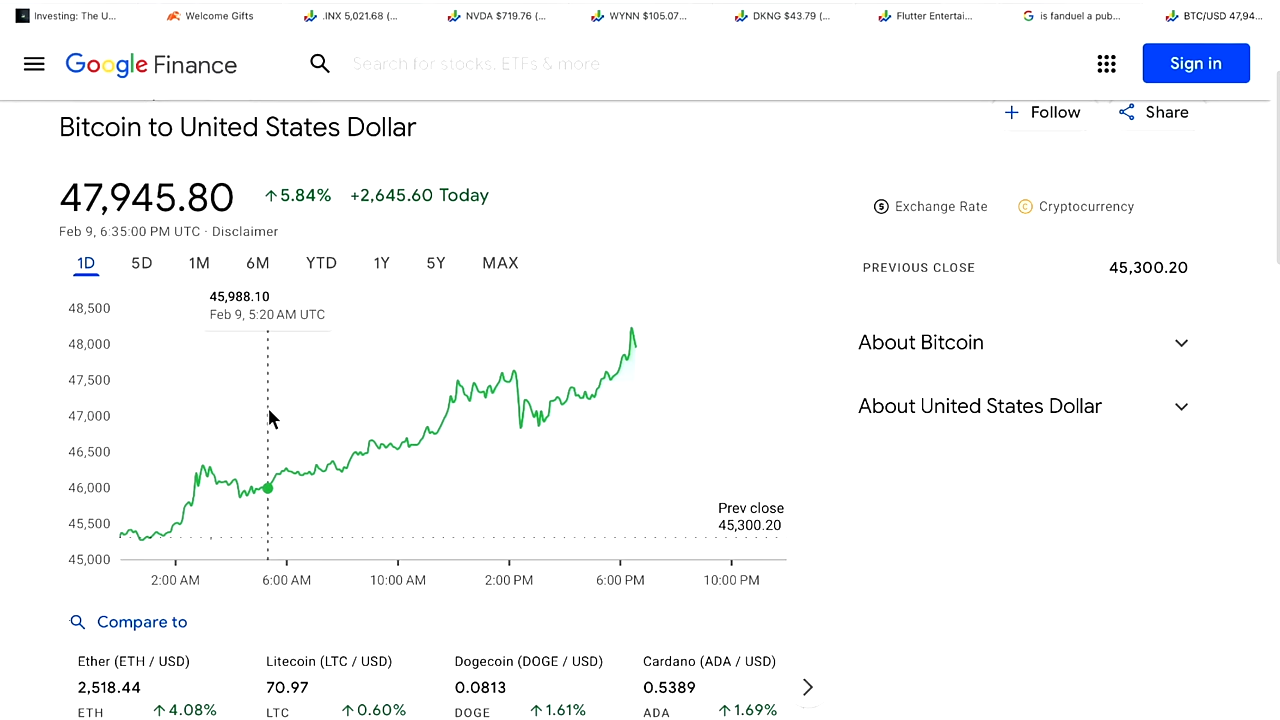 Investing: The U...
Welcome Gifts
.INX 5,021.68 (...
NVDA $719.76 (...
WYNN $105.07...
DKNG $43.79 (...
Flutter Entertai...
is fanduel a pub...
BTC/USD 47,94...
Google Finance
Search for stocks, ETFs & more
Sign in
Bitcoin to United States Dollar
Follow
Share
47,945.80
5.84%
+2,645.60 Today
Feb 9, 6:35:00 PM UTC · Disclaimer
Exchange Rate
Cryptocurrency
1D 5D 1M 6M YTD 1Y 5Y MAX
PREVIOUS CLOSE
45,300.20
45,988.10
Feb 9, 5:20 AM UTC
48,500
48,000
47,500
47,000
46,500
46,000
45,500
45,000
Prev close
45,300.20
2:00 AM
6:00 AM
10:00 AM
2:00 PM
6:00 PM
10:00 PM
About Bitcoin
About United States Dollar
Compare to
Ether (ETH / USD)
2,518.44
ETH
4.08%
Litecoin (LTC / USD)
70.97
LTC
0.60%
Dogecoin (DOGE / USD)
0.0813
DOGE
1.61%
Cardano (ADA / USD)
0.5389
ADA
1.69%